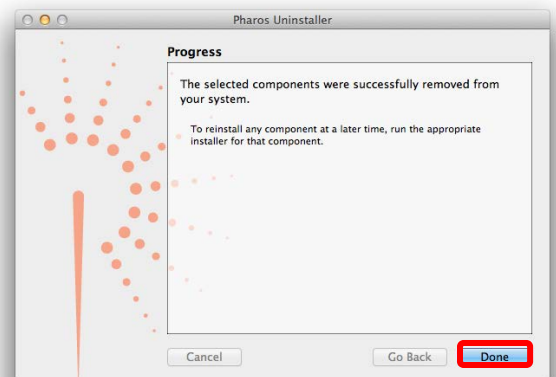 Pharos Uninstaller
Progress
The selected components were successfully removed from
your system.
To reinstall any component at a later time, run the appropriate
installer for that component.
Cancel
Go Back
Done